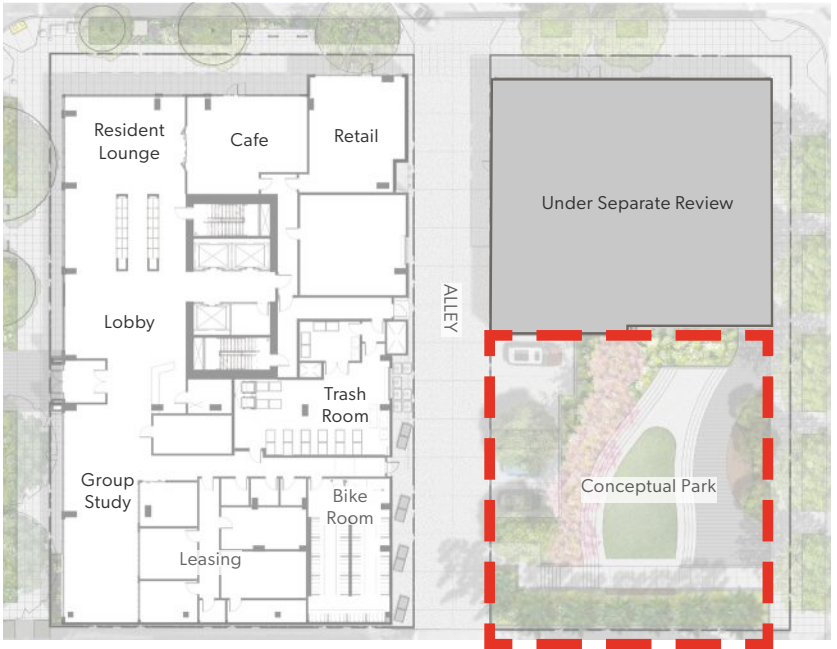 Resident
Lounge
Cafe
Retail
Under Separate Review
ALLEY
Lobby
Trash
Room
Group
Study
Bike
Room
Conceptual Park
Leasing